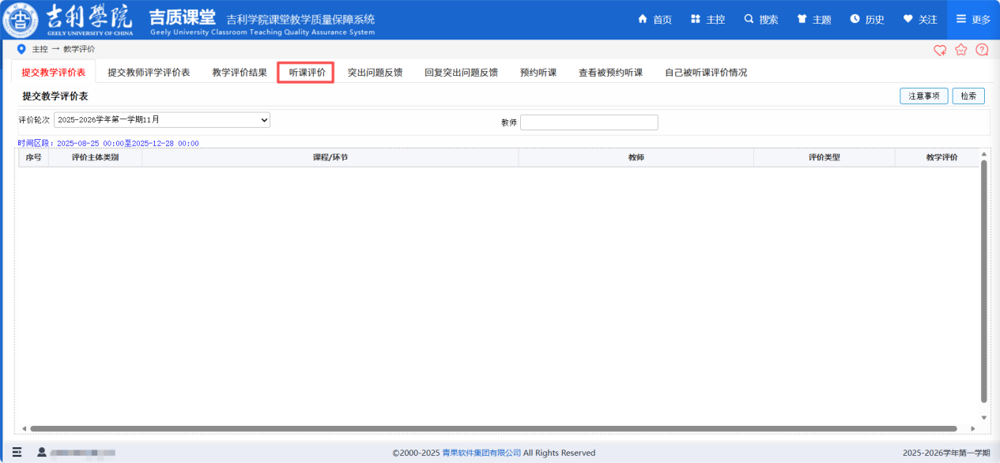 吉利學院
GEELY UNIVERSITY OF CHINA
吉质课堂 吉利学院课堂教学质量保障系统
Geely University Classroom Teaching Quality Assurance System
首页 主控 搜索 主题 历史 关注 更多
主控 → 教学评价
提交教学评价表 提交教师评学评价表 教学评价结果 听课评价 突出问题反馈 回复突出问题反馈 预约听课 查看被预约听课 自己被听课评价情况
提交教学评价表 注意事项 检索
评价轮次 2025-2026学年第一学期11月 教师
时间区段：2025-08-25 00:00至2025-12-28 00:00
序号 评价主体类别 课程/环节 教师 评价类型 教学评价
©2000-2025 青果软件集团有限公司 All Rights Reserved 2025-2026学年第一学期